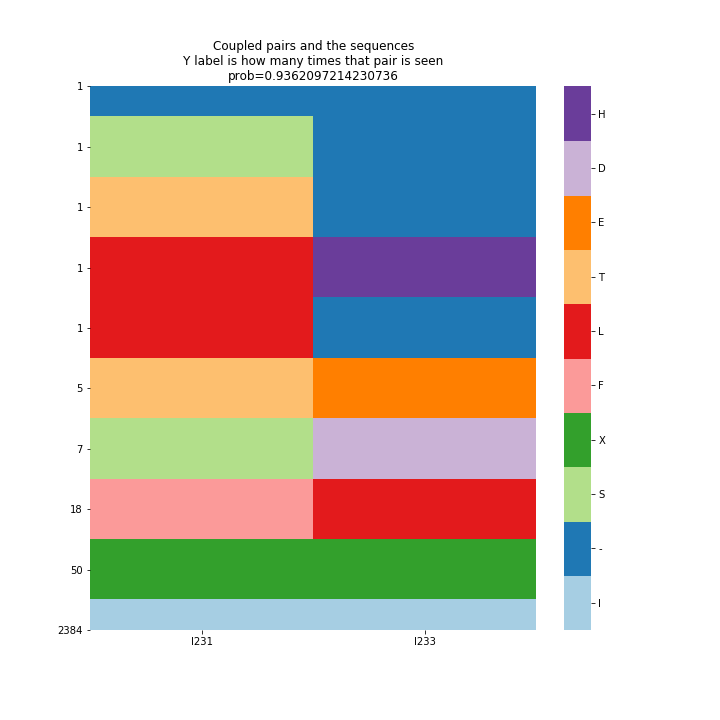 Coupled pairs and the sequences
Y label is how many times that pair is seen
prob=0.9362097214230736
1
1
1
1
1
5
7
18
50
2384
I231
I233
H
D
E
T
L
F
X
S
-
I